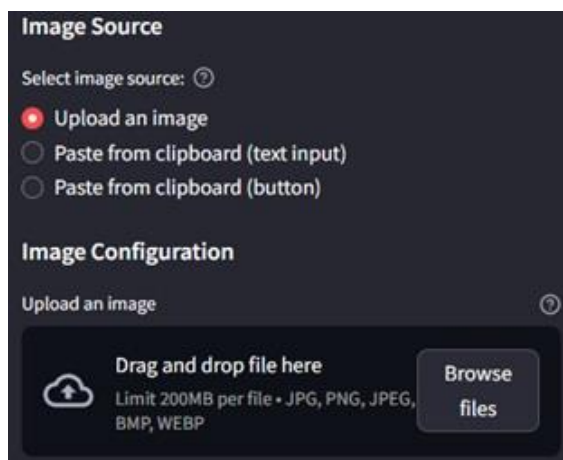 Image Source
Select image source:
Upload an image
Paste from clipboard (text input)
Paste from clipboard (button)
Image Configuration
Upload an image
Drag and drop file here
Limit 200MB per file • JPG, PNG, JPEG,
BMP, WEBP
Browse
files